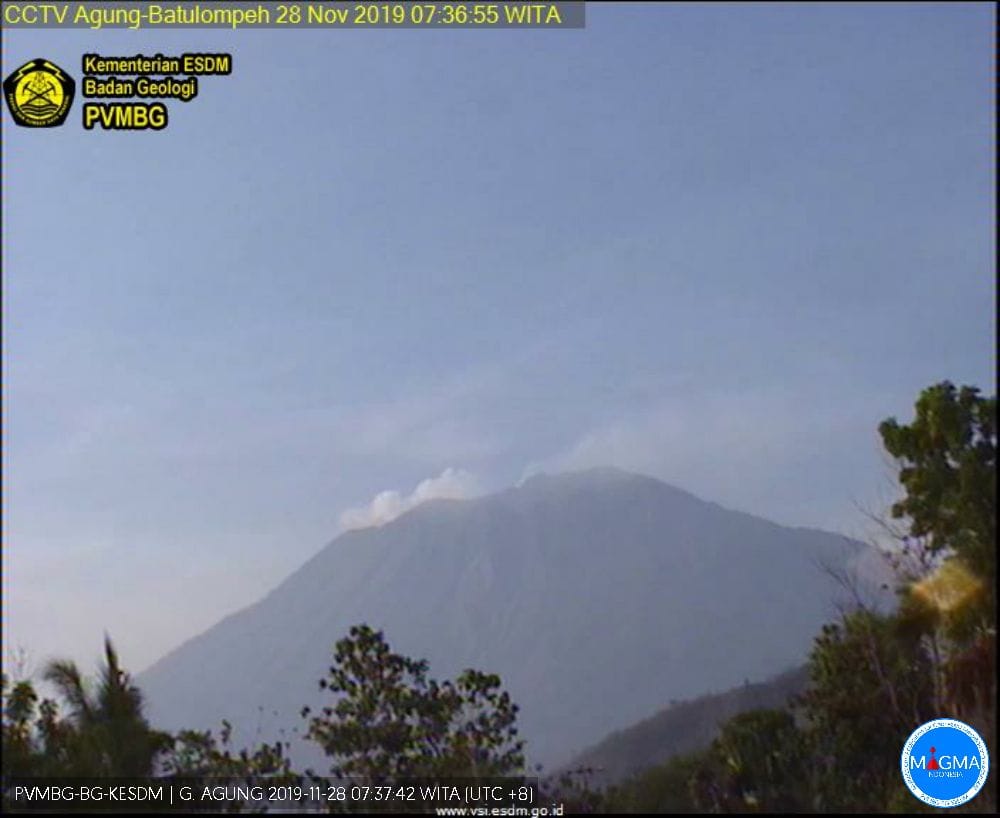 CCTV Agung-Batulompeh 28 Nov 2019 07:36:55 WITA
Kementerian ESDM
Badan Geologi
PVMBG
MAGMA
INDONESIA
PVMBG-BG-KESDM | G. AGUNG 2019-11-28 07:37:42 WITA (UTC +8)
www.vsi.esdm.go.id